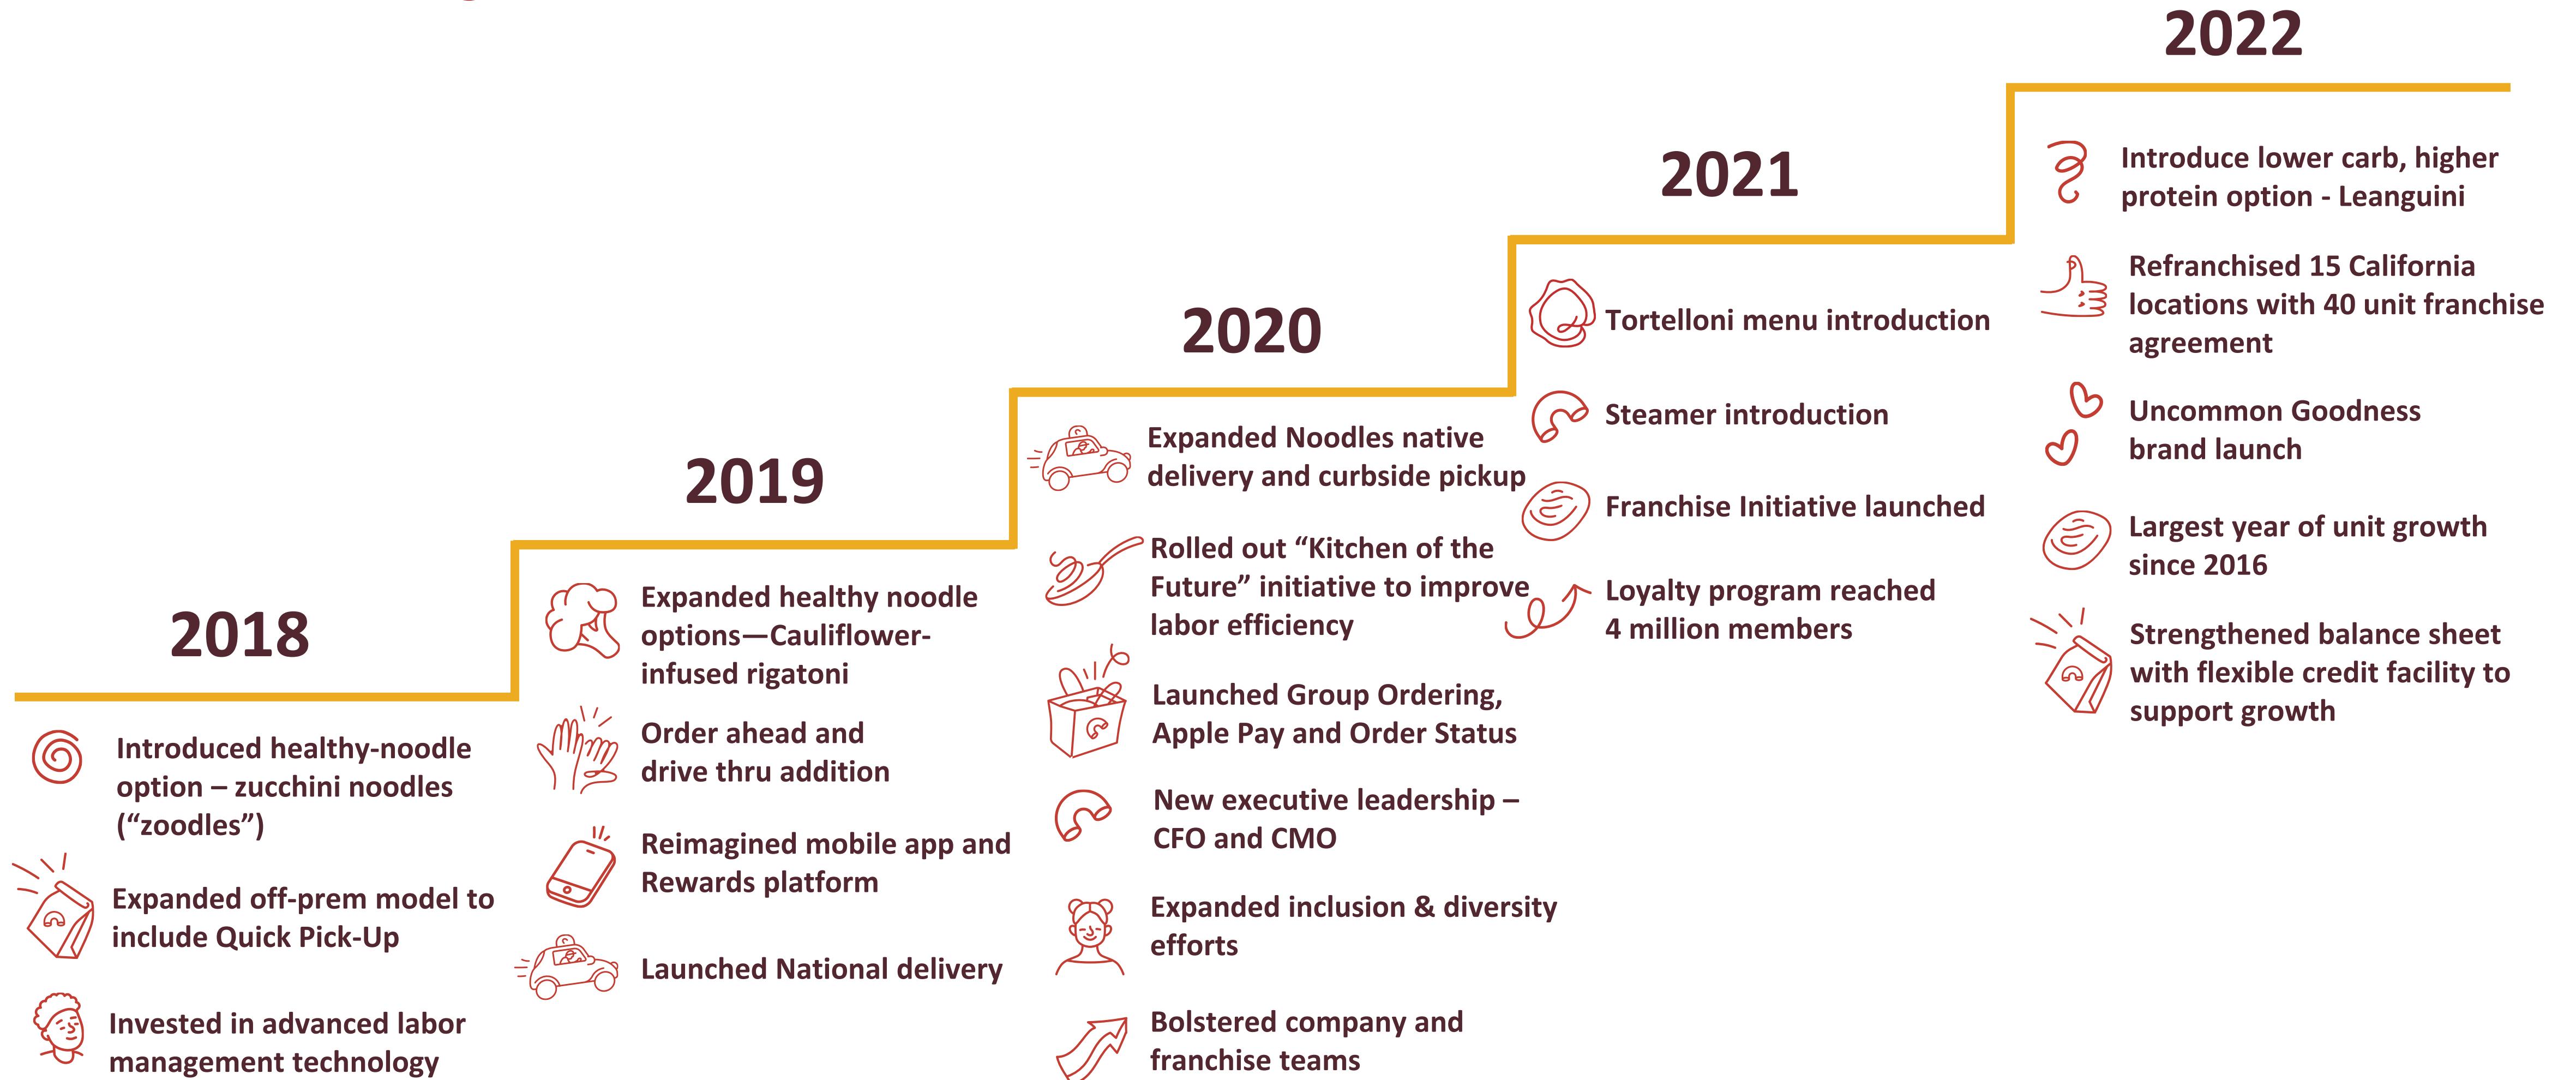 2018
Introduced healthy-noodle
option – zucchini noodles
(“zoodles”)
Expanded off-prem model to
include Quick Pick-Up
Invested in advanced labor
management technology
2019
Expanded healthy noodle
options—Cauliflower-
infused rigatoni
Order ahead and
drive thru addition
Reimagined mobile app and
Rewards platform
Launched National delivery
2020
Expanded Noodles native
delivery and curbside pickup
Rolled out “Kitchen of the
Future” initiative to improve
labor efficiency
Launched Group Ordering,
Apple Pay and Order Status
New executive leadership –
CFO and CMO
Expanded inclusion & diversity
efforts
Bolstered company and
franchise teams
2021
Tortelloni menu introduction
Steamer introduction
Franchise Initiative launched
Loyalty program reached
4 million members
2022
Introduce lower carb, higher
protein option - Leanguini
Refranchised 15 California
locations with 40 unit franchise
agreement
Uncommon Goodness
brand launch
Largest year of unit growth
since 2016
Strengthened balance sheet
with flexible credit facility to
support growth